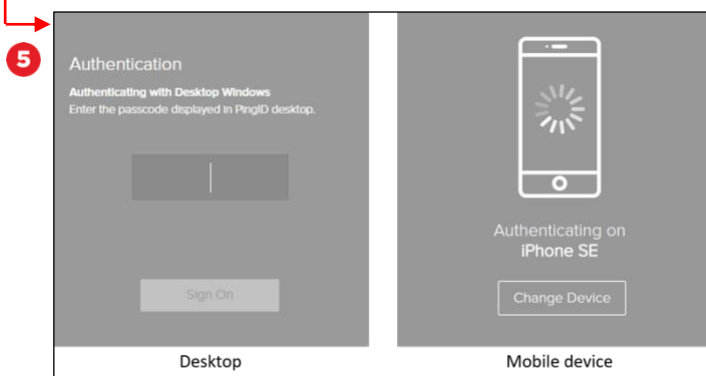 5
Authentication
Authenticating with Desktop Windows
Enter the passcode displayed in PingID desktop.
Sign On
Desktop
Authenticating on
iPhone SE
Change Device
Mobile device